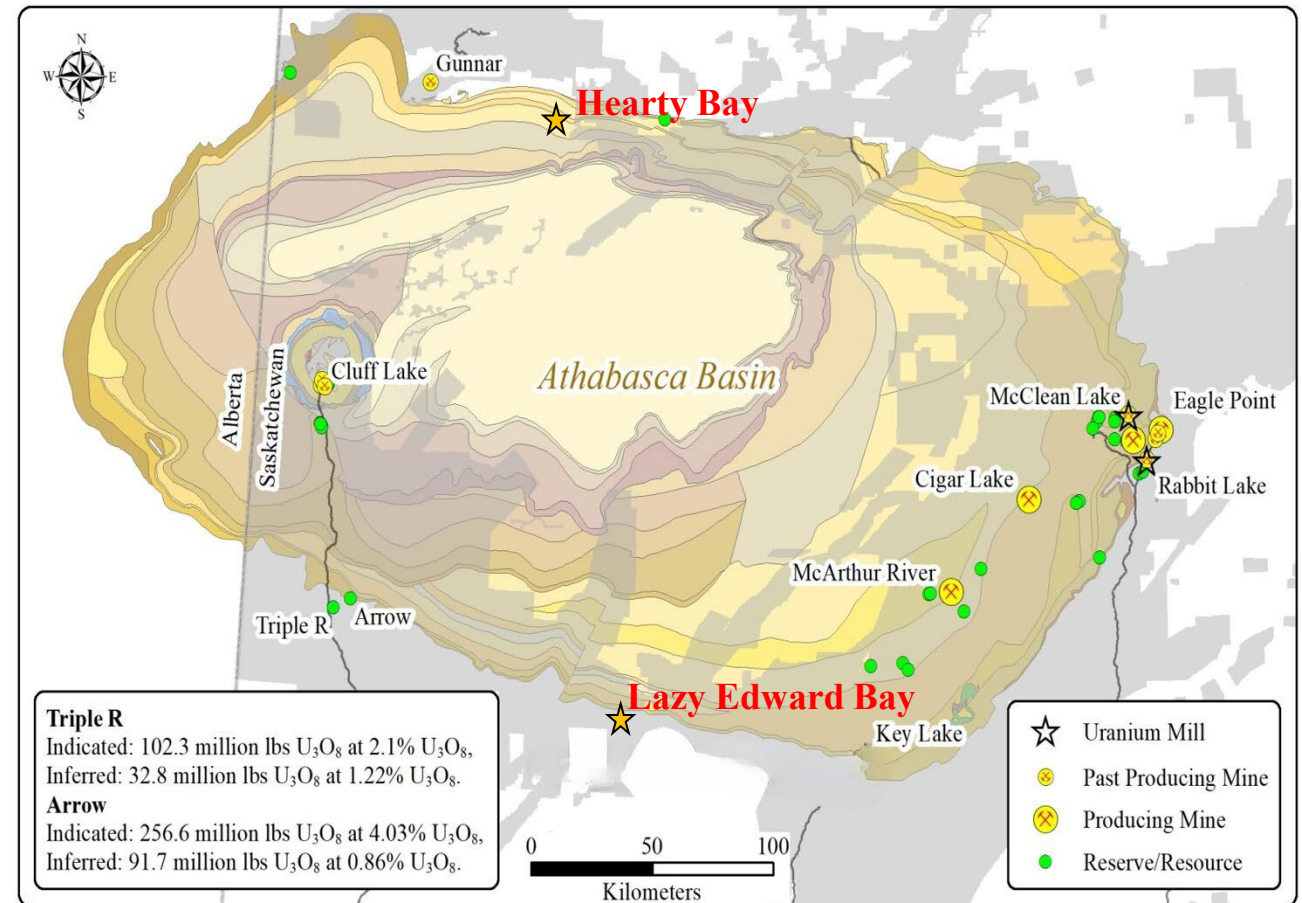 N
W E
S
Gunnar
Hearty Bay
Cluff Lake
Athabasca Basin
Alberta
Saskatchewan
McClean Lake
Eagle Point
Cigar Lake
Rabbit Lake
McArthur River
Triple R
Arrow
Lazy Edward Bay
Key Lake
Triple R
Indicated: 102.3 million lbs U₃O₈ at 2.1% U₃O₈,
Inferred: 32.8 million lbs U₃O₈ at 1.22% U₃O₈.
Arrow
Indicated: 256.6 million lbs U₃O₈ at 4.03% U₃O₈,
Inferred: 91.7 million lbs U₃O₈ at 0.86% U₃O₈.
0 50 100
Kilometers
Uranium Mill
Past Producing Mine
Producing Mine
Reserve/Resource